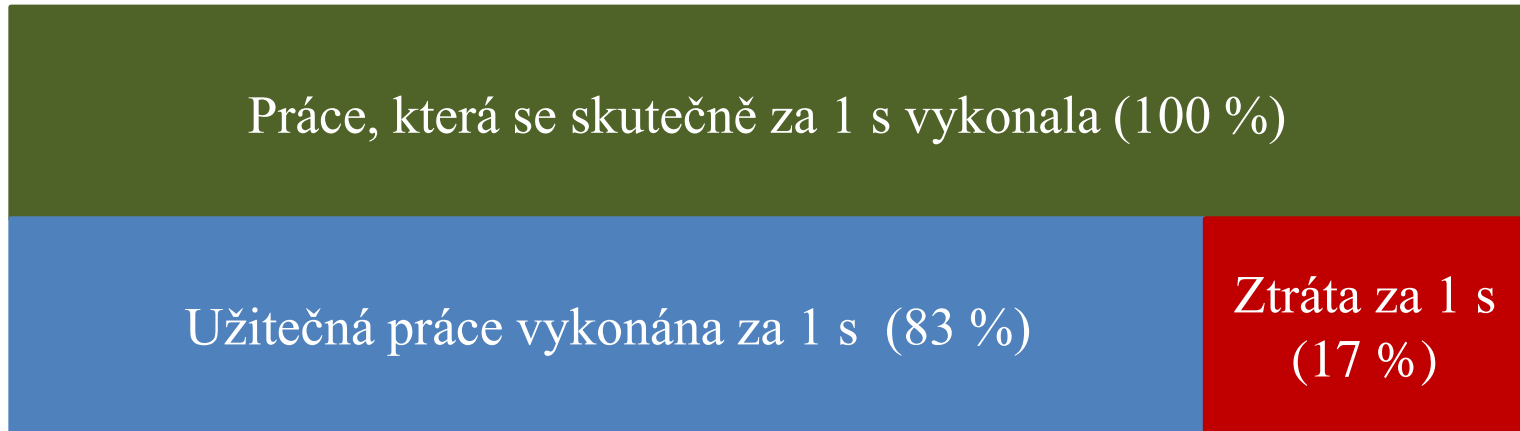 Práce, která se skutečně za 1 s vykonala (100 %)
Užitečná práce vykonána za 1 s  (83 %)
Ztráta za 1 s
(17 %)